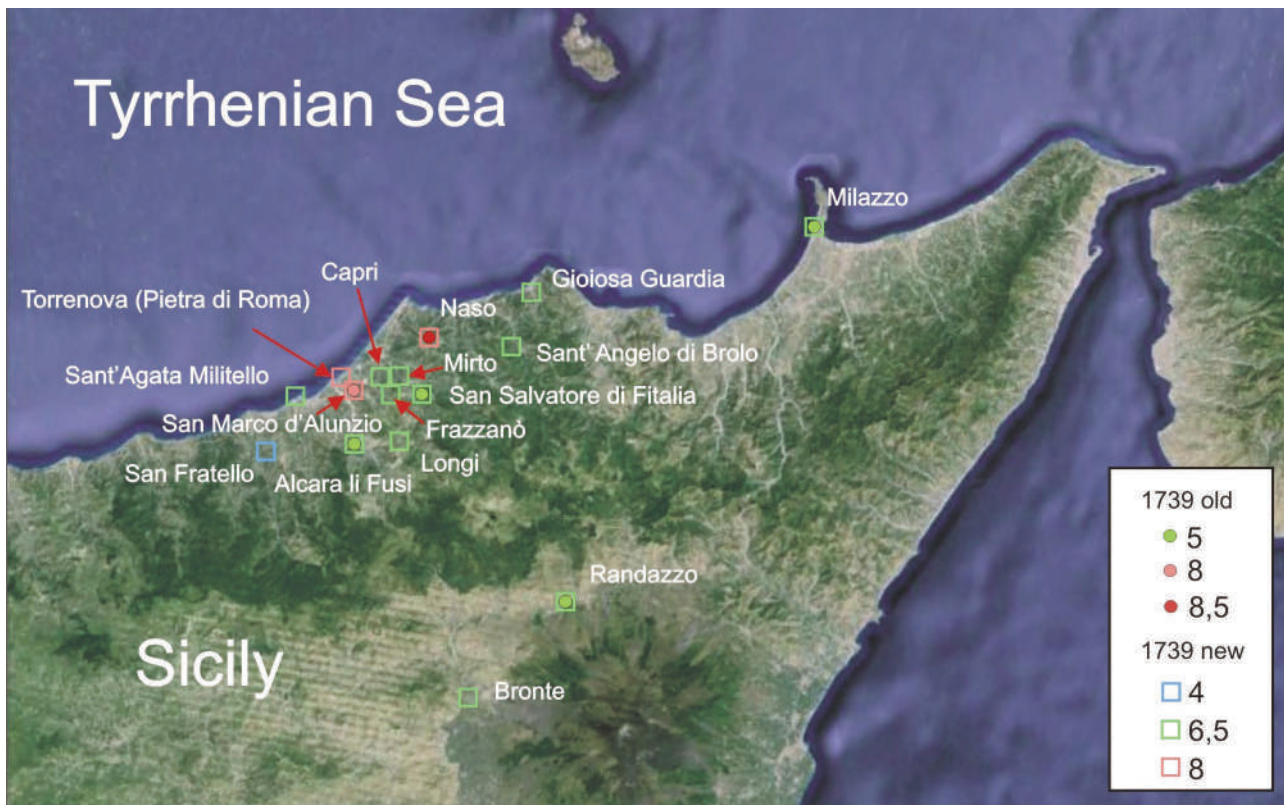 Tyrrhenian Sea
Milazzo
Capri
Gioiosa Guardia
Torrenova (Pietra di Roma)
Naso
Sant' Angelo di Brolo
Mirto
Sant'Agata Militello
San Salvatore di Fitalia
San Marco d'Alunzio
Frazzanò
Longi
San Fratello
Alcara li Fusi
Randazzo
Sicily
Bronte
1739 old
5
8
8,5
1739 new
4
6,5
8